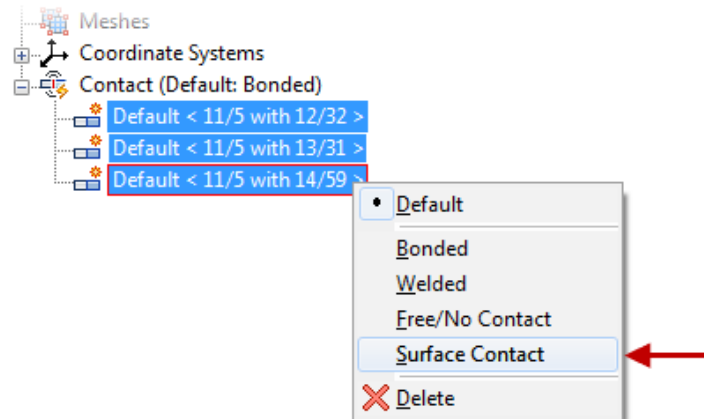 Meshes
Coordinate Systems
Contact (Default: Bonded)
Default < 11/5 with 12/32 >
Default < 11/5 with 13/31 >
Default < 11/5 with 14/59 >
Default
Bonded
Welded
Free/No Contact
Surface Contact
Delete